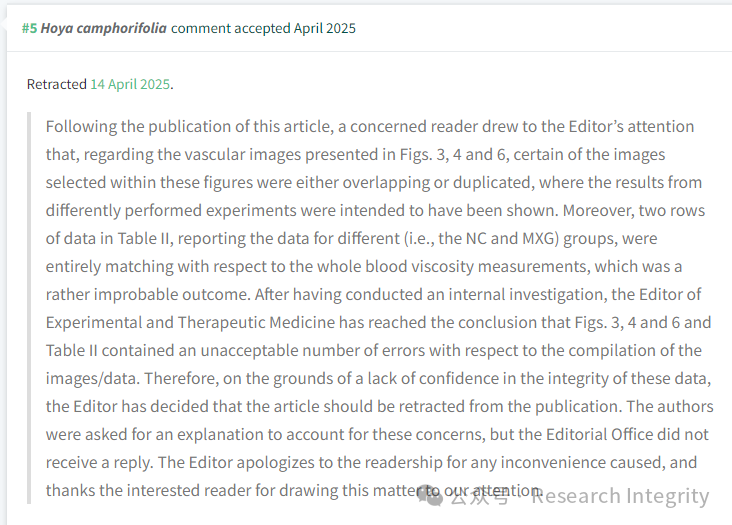 #5 Hoya camphorifolia comment accepted April 2025
Retracted 14 April 2025.
Following the publication of this article, a concerned reader drew to the Editor's attention
that, regarding the vascular images presented in Figs. 3, 4 and 6, certain of the images
selected within these figures were either overlapping or duplicated, where the results from
differently performed experiments were intended to have been shown. Moreover, two rows
of data in Table II, reporting the data for different (i.e., the NC and MXG) groups, were
entirely matching with respect to the whole blood viscosity measurements, which was a
rather improbable outcome. After having conducted an internal investigation, the Editor of
Experimental and Therapeutic Medicine has reached the conclusion that Figs. 3, 4 and 6 and
Table II contained an unacceptable number of errors with respect to the compilation of the
images/data. Therefore, on the grounds of a lack of confidence in the integrity of these data,
the Editor has decided that the article should be retracted from the publication. The authors
were asked for an explanation to account for these concerns, but the Editorial Office did not
receive a reply. The Editor apologizes to the readership for any inconvenience caused, and
thanks the interested reader for drawing this matter to our attention.
公众号 · Research Integrity